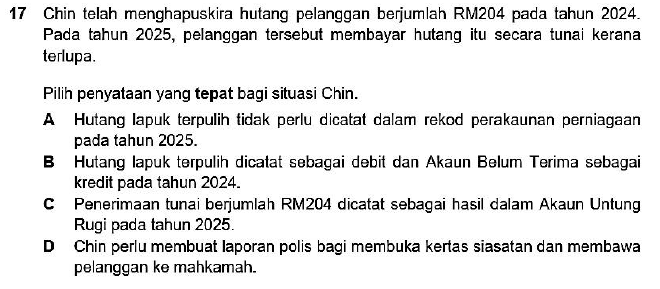 17 Chin telah menghapuskira hutang pelanggan berjumlah RM204 pada tahun 2024.
Pada tahun 2025, pelanggan tersebut membayar hutang itu secara tunai kerana
terlupa.
Pilih penyataan yang tepat bagi situasi Chin.
A Hutang lapuk terpulih tidak perlu dicatat dalam rekod perakaunan perniagaan
pada tahun 2025.
B Hutang lapuk terpulih dicatat sebagai debit dan Akaun Belum Terima sebagai
kredit pada tahun 2024.
C Penerimaan tunai berjumlah RM204 dicatat sebagai hasil dalam Akaun Untung
Rugi pada tahun 2025.
D Chin perlu membuat laporan polis bagi membuka kertas siasatan dan membawa
pelanggan ke mahkamah.